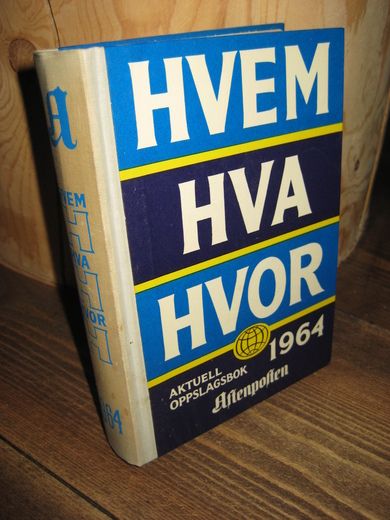 A
HVEM
HVA
HVOR
1964
HVEM
HVA
HVOR
1964
AKTUELL
OPPSLAGSBOK
Aftenposten